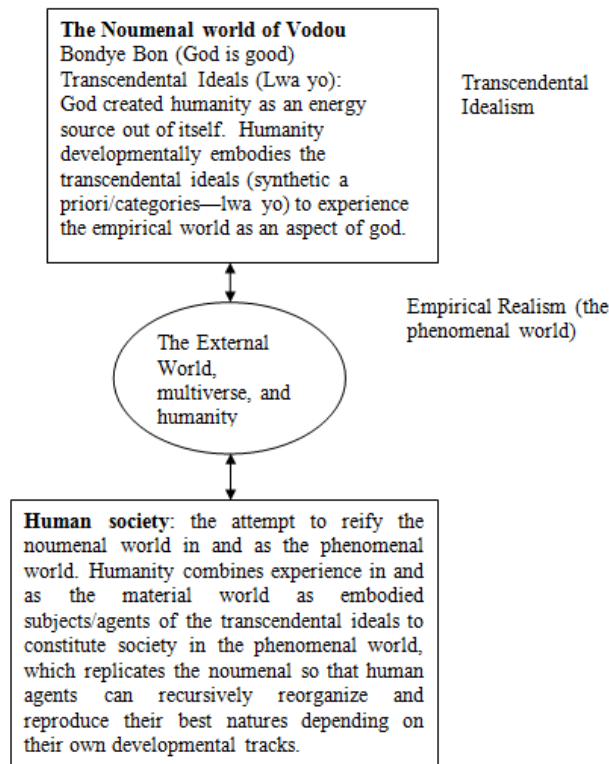 The Noumenal world of Vodou
Bondye Bon (God is good)
Transcendental Ideals (Lwa yo):
God created humanity as an energy
source out of itself. Humanity
developmentally embodies the
transcendental ideals (synthetic a
priori/categories—lwa yo) to experience
the empirical world as an aspect of god.
Transcendental
Idealism
Empirical Realism (the
phenomenal world)
The External
World,
multiverse, and
humanity
Human society: the attempt to reify the
noumenal world in and as the phenomenal
world. Humanity combines experience in and
as the material world as embodied
subjects/agents of the transcendental ideals to
constitute society in the phenomenal world,
which replicates the noumenal so that human
agents can recursively reorganize and
reproduce their best natures depending on
their own developmental tracks.